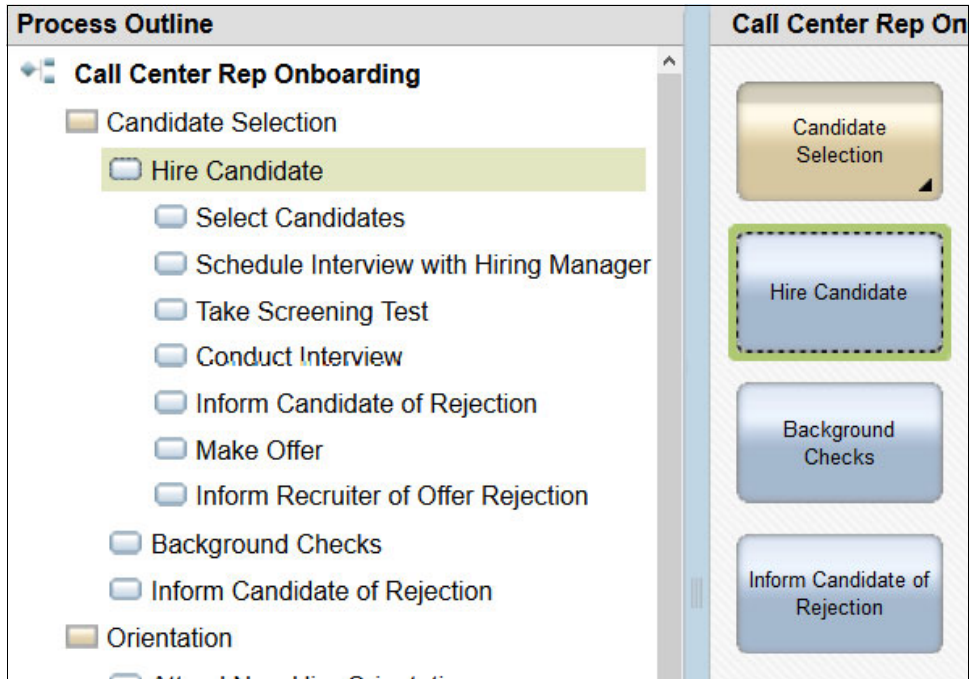 Process Outline
Call Center Rep Onboarding
Candidate Selection
Hire Candidate
Select Candidates
Schedule Interview with Hiring Manager
Take Screening Test
Conduct Interview
Inform Candidate of Rejection
Make Offer
Inform Recruiter of Offer Rejection
Background Checks
Inform Candidate of Rejection
Orientation
Call Center Rep On
Candidate
Selection
Hire Candidate
Background
Checks
Inform Candidate of
Rejection